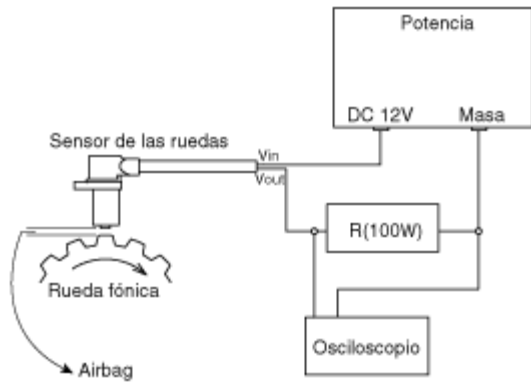 Potencia
DC 12V
Masa
Sensor de las ruedas
Vin
Vout
R(100W)
Rueda fónica
Osciloscopio
Airbag